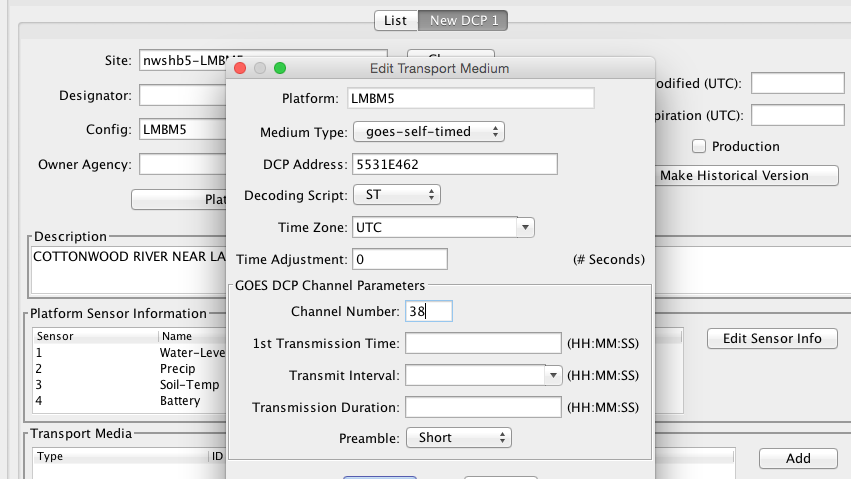 List New DCP 1
Site: nwshb5-LMBM5
Edit Transport Medium
Designator:
Config: LMBM5
Owner Agency:
Platform: LMBM5
Medium Type: goes-self-timed
DCP Address: 5531E462
Decoding Script: ST
Time Zone: UTC
Time Adjustment: 0 (# Seconds)
GOES DCP Channel Parameters
Channel Number: 38
1st Transmission Time: (HH:MM:SS)
Transmit Interval: (HH:MM:SS)
Transmission Duration: (HH:MM:SS)
Preamble: Short
odified (UTC):
piration (UTC):
Production
Make Historical Version
Plat
Description
COTTONWOOD RIVER NEAR LA
Platform Sensor Information
Sensor Name
1 Water-Leve
2 Precip
3 Soil-Temp
4 Battery
Edit Sensor Info
Transport Media
Type ID
Add